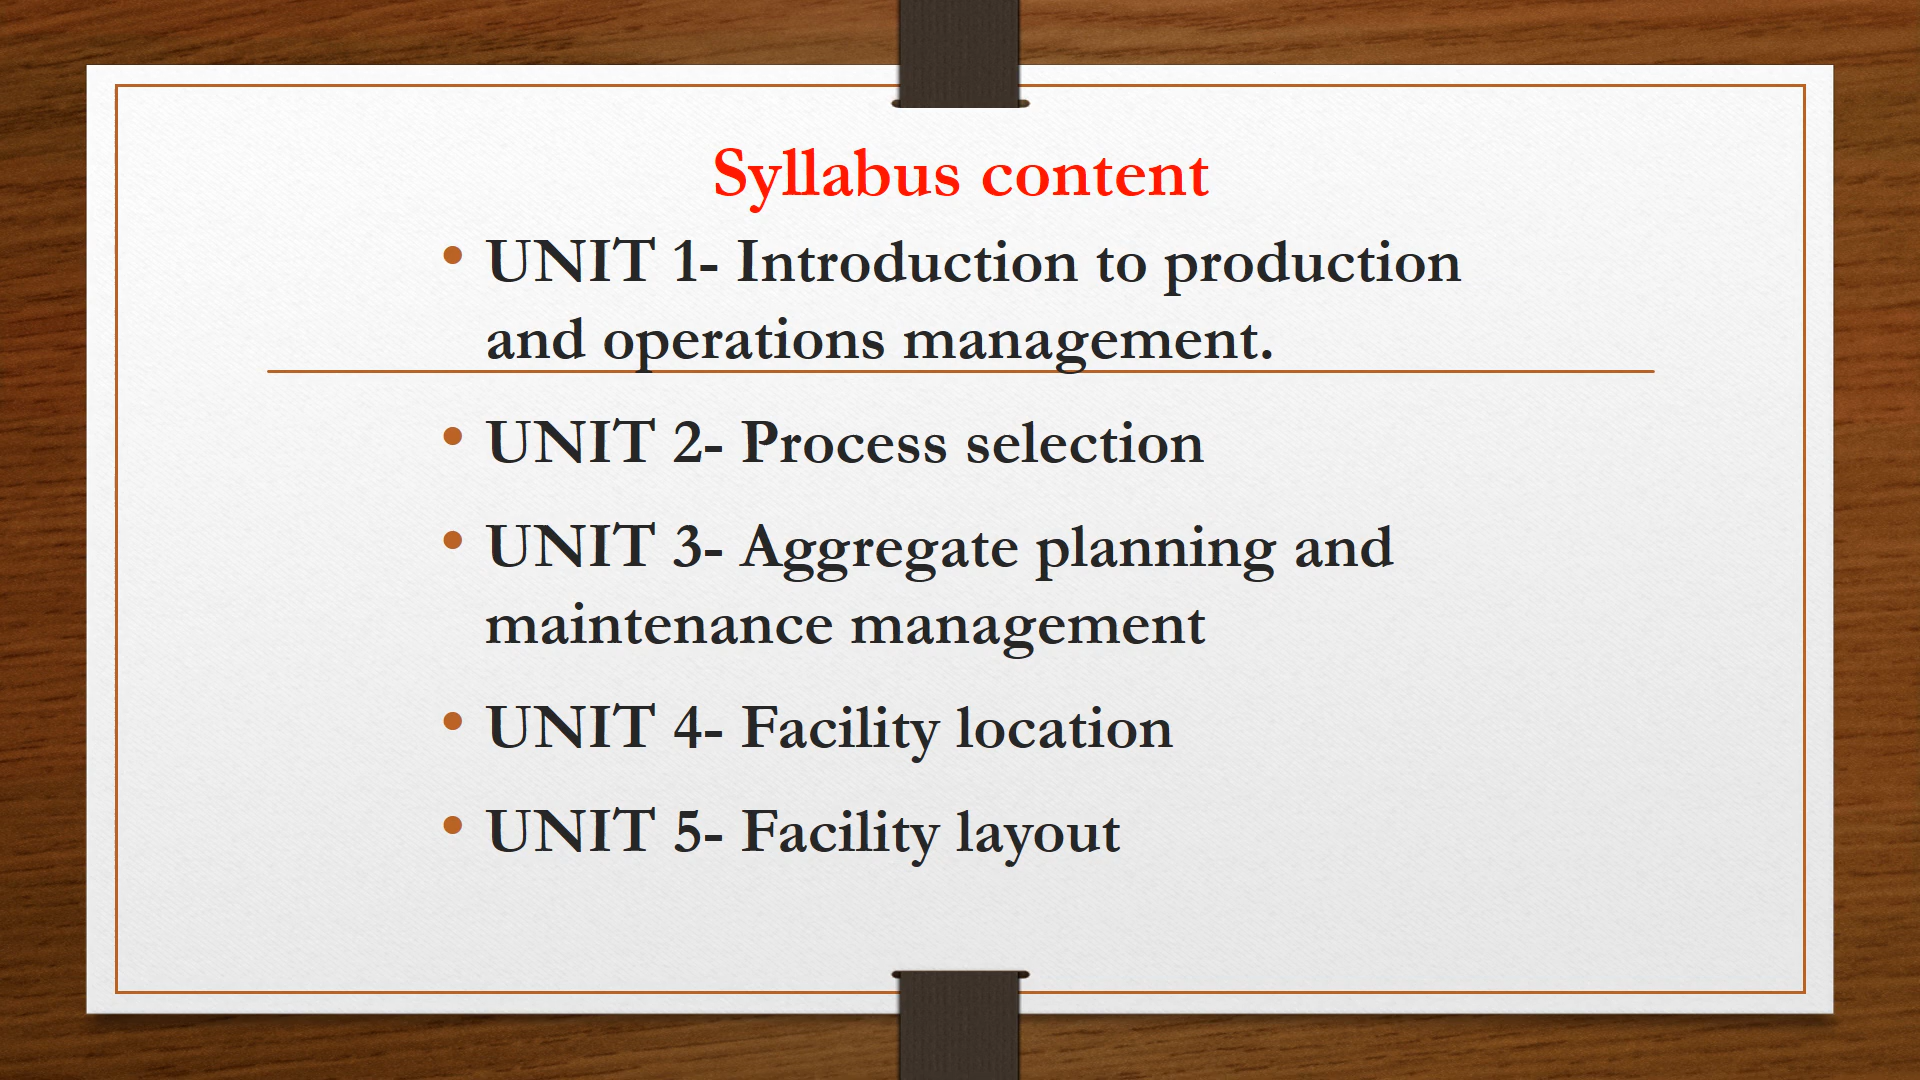 Syllabus content
• UNIT 1- Introduction to production
and operations management.
• UNIT 2- Process selection
• UNIT 3- Aggregate planning and
maintenance management
• UNIT 4- Facility location
• UNIT 5- Facility layout